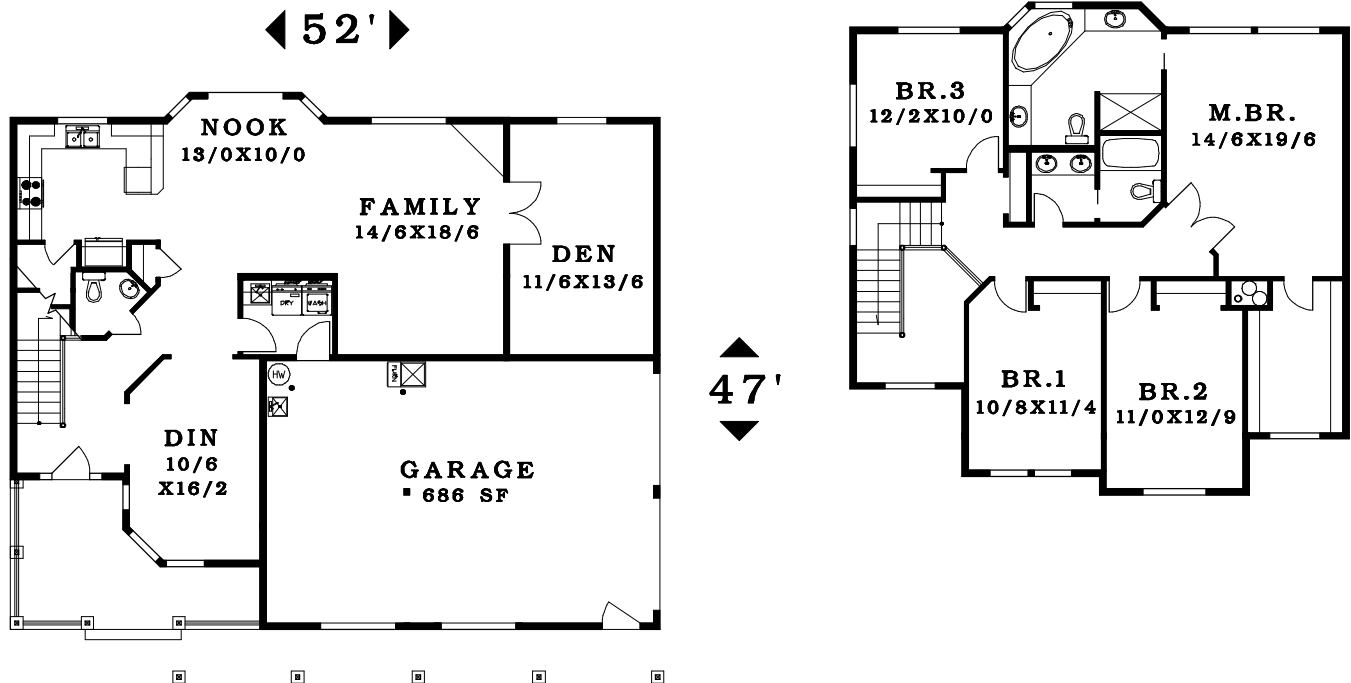 52'
NOOK
13/0X10/0
FAMILY
14/6X18/6
DEN
11/6X13/6
DRY
WASH
HW
FURN
DIN
10/6
X16/2
GARAGE
686 SF
47'
BR.3
12/2X10/0
M.BR.
14/6X19/6
BR.1
10/8X11/4
BR.2
11/0X12/9